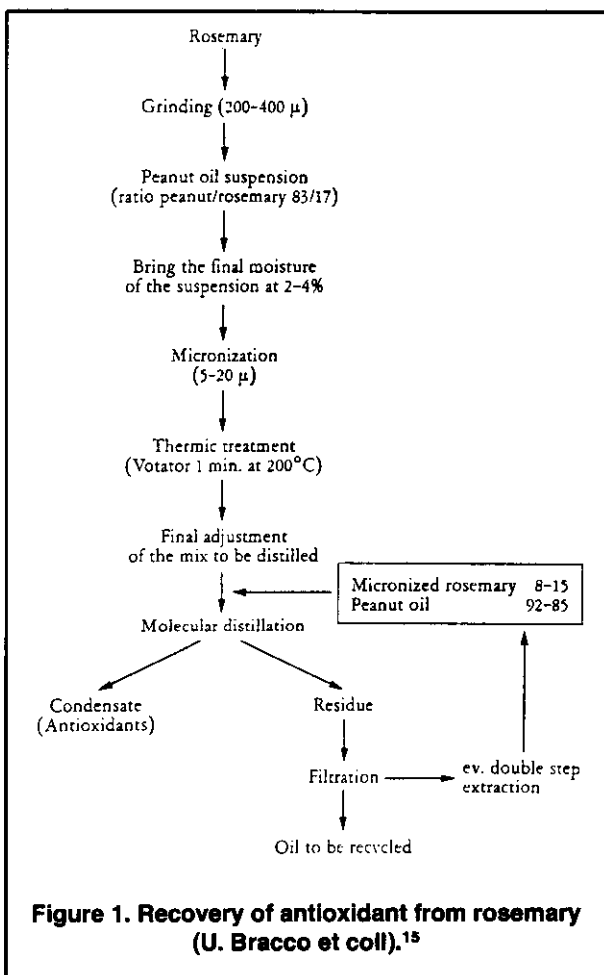 Rosemary
Grinding (200-400 μ)
Peanut oil suspension
(ratio peanut/rosemary 83/17)
Bring the final moisture
of the suspension at 2-4%
Micronization
(5-20 μ)
Thermic treatment
(Votator 1 min. at 200°C)
Final adjustment
of the mix to be distilled
Micronized rosemary 8-15
Peanut oil 92-85
Molecular distillation
Condensate
(Antioxidants)
Residue
Filtration
ev. double step
extraction
Oil to be recycled
Figure 1. Recovery of antioxidant from rosemary
(U. Bracco et coll).15